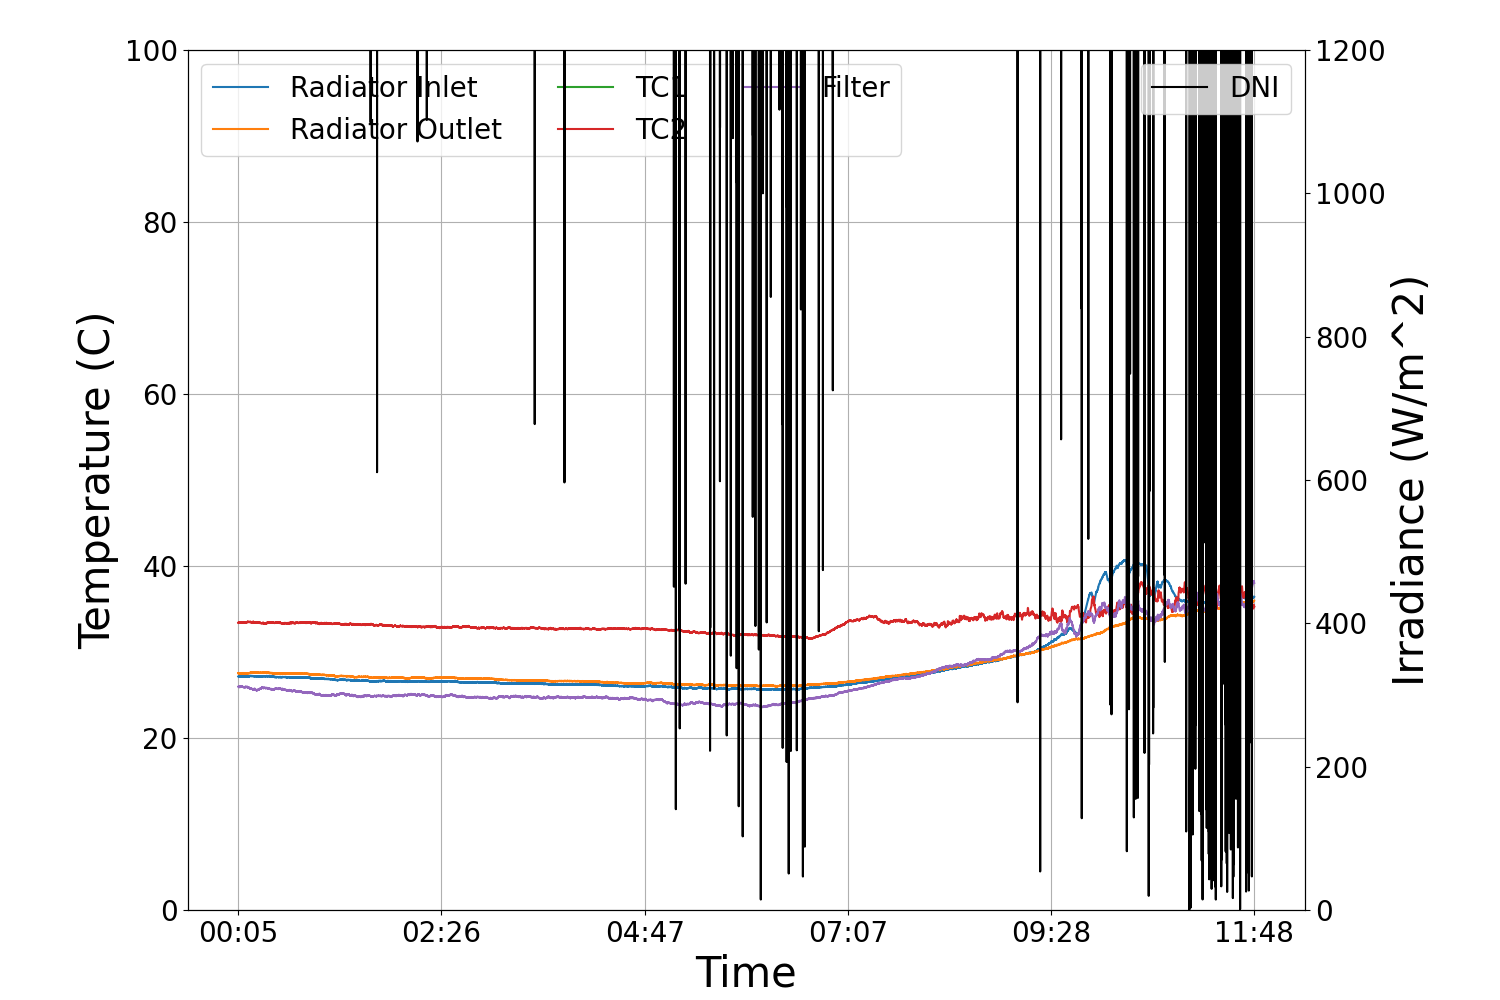 100
80
60
40
20
0
Temperature (C)
Radiator Inlet
Radiator Outlet
TC1
TC2
Filter
DNI
1200
1000
800
600
400
200
0
Irradiance (W/m^2)
00:05
02:26
04:47
07:07
09:28
11:48
Time